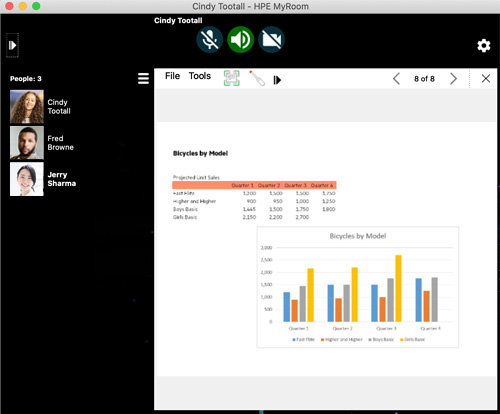 Cindy Tootall - HPE MyRoom
Cindy Tootall
People: 3
Cindy
Tootall
Fred
Browne
Jerry
Sharma
File Tools
8 of 8
Bicycles by Model
Projected Unit Sales
Quarter 1 Quarter 2 Quarter 3 Quarter 4
Fast Flite 1,200 1,500 1,500 1,750
Higher and Higher 900 950 1,000 1,250
Boys Basic 1,445 1,500 1,750 1,800
Girls Basic 2,150 2,200 2,700
Bicycles by Model
3,000
2,500
2,000
1,500
1,000
500
0
Quarter 1 Quarter 2 Quarter 3 Quarter 4
Fast Flite Higher and Higher Boys Basic Girls Basic